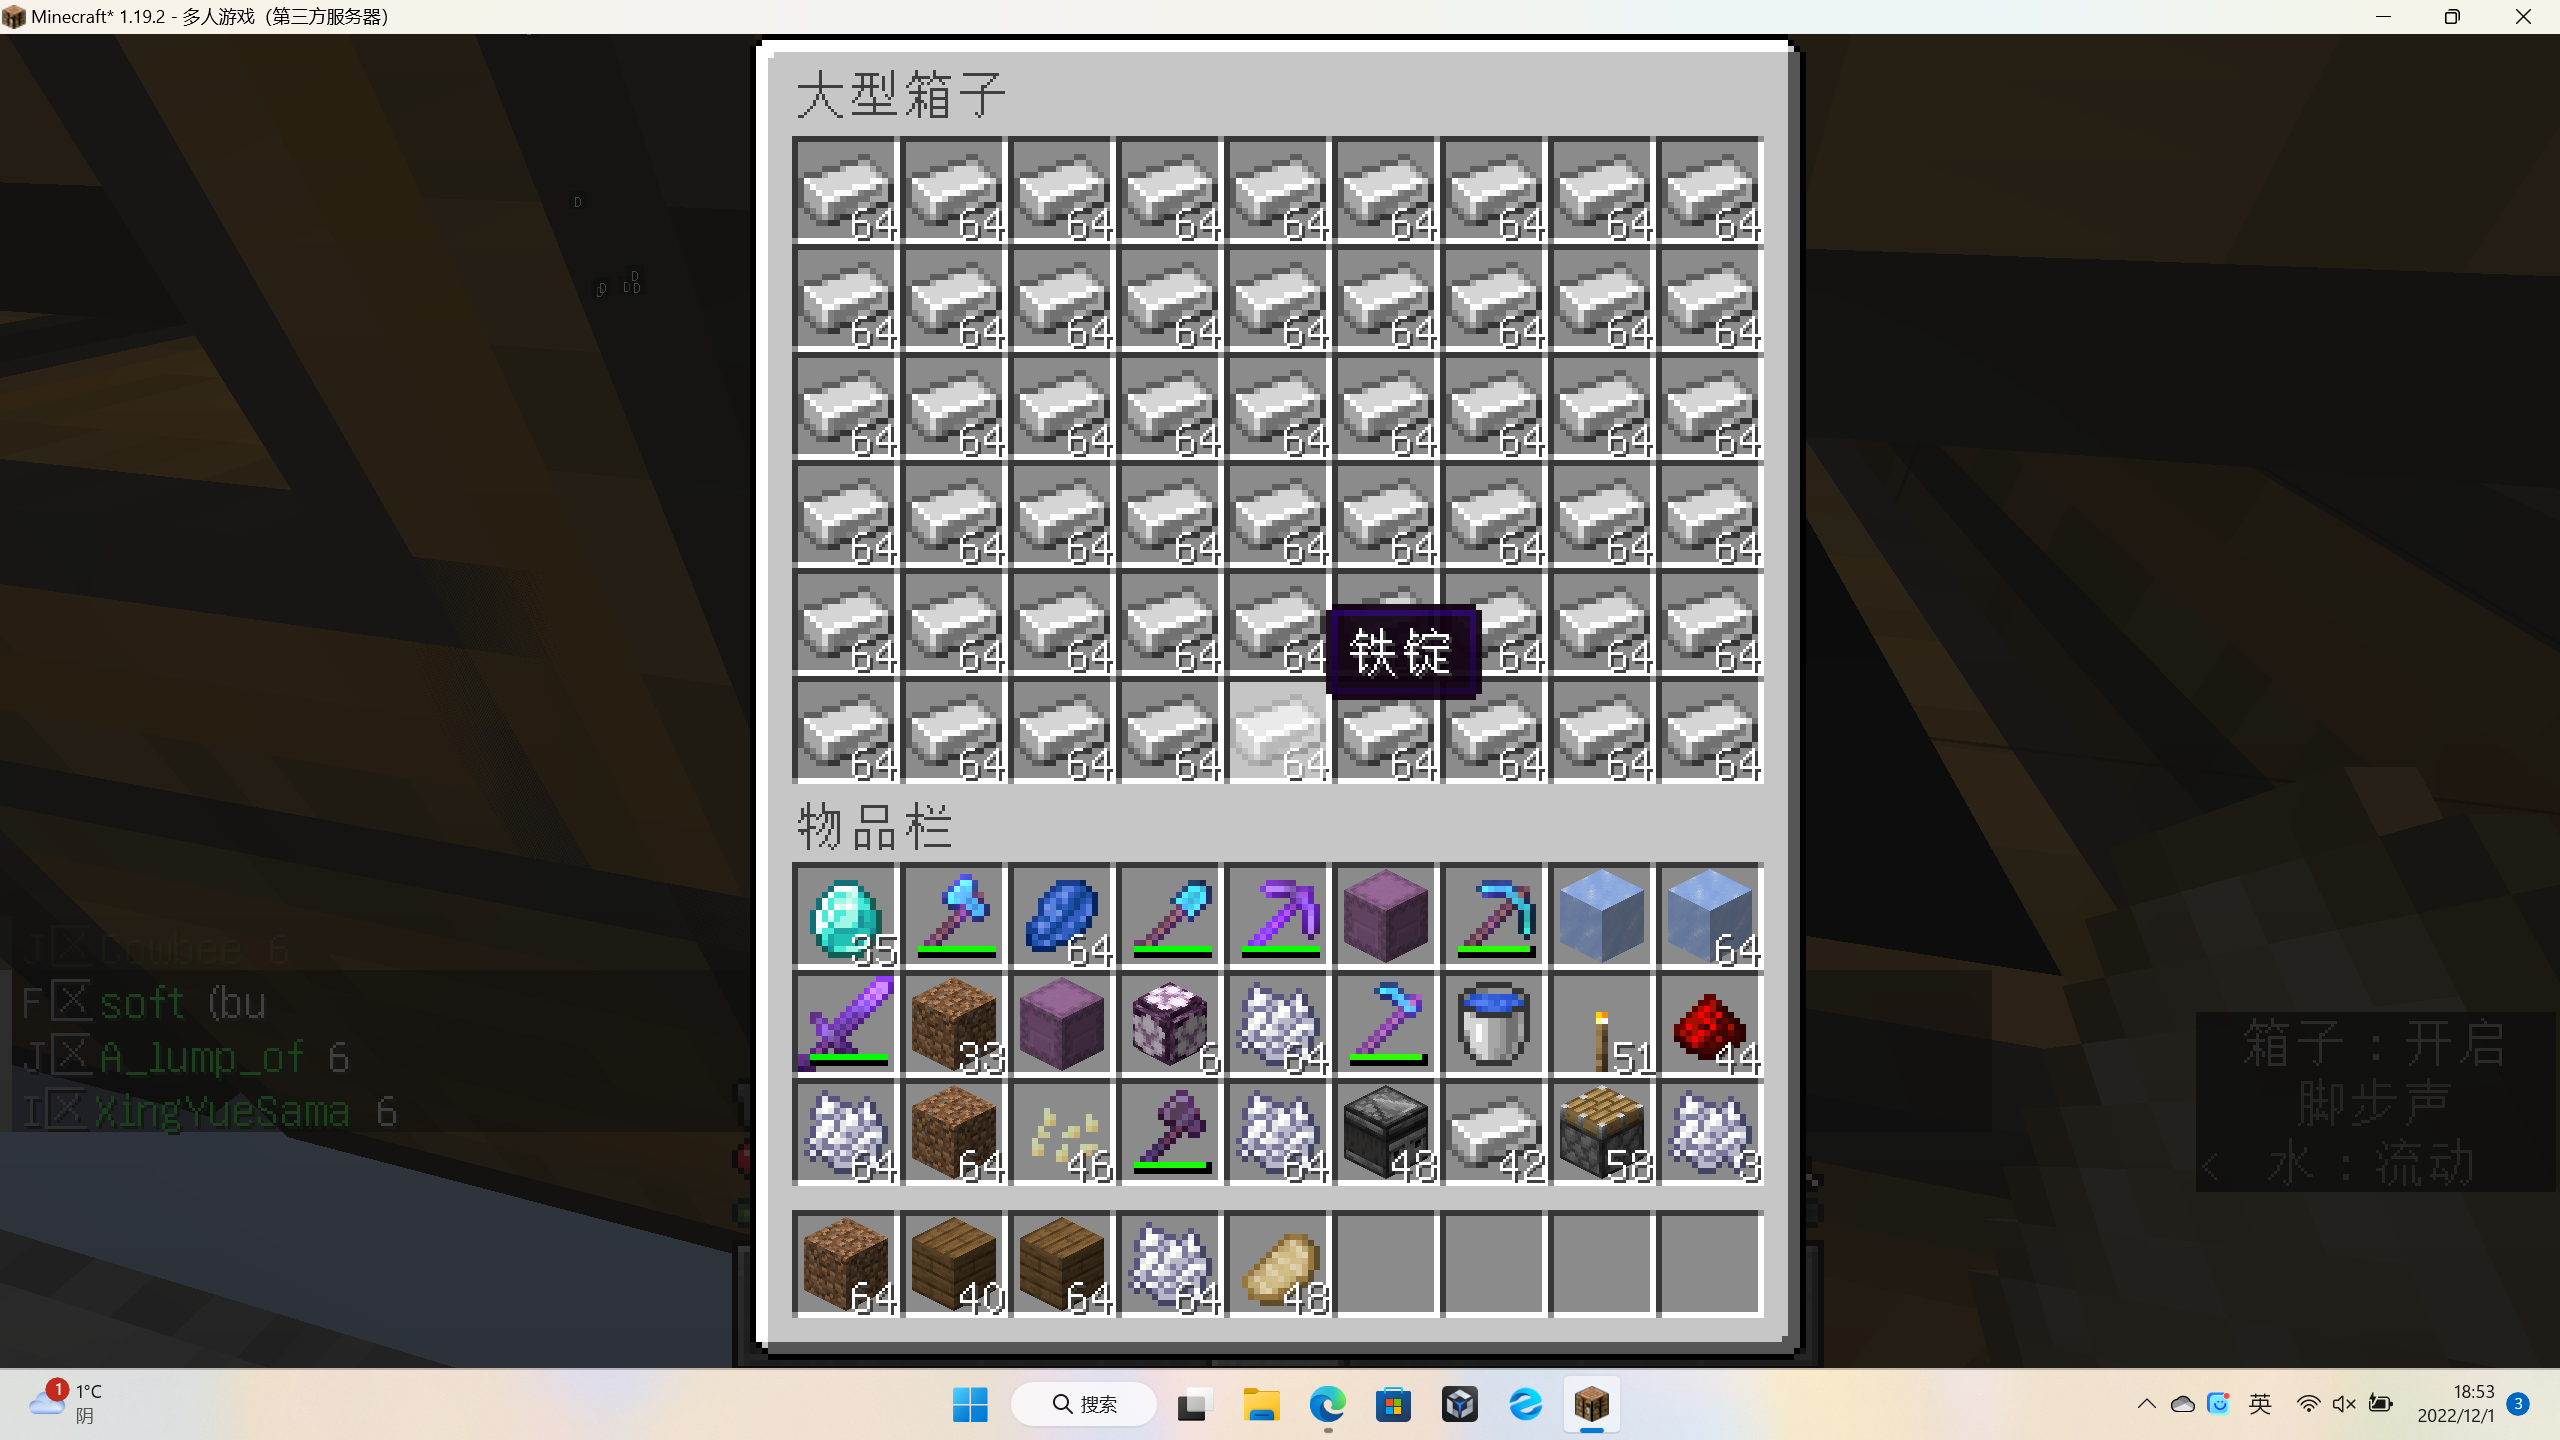 Minecraft* 1.19.2 - 多人游戏（第三方服务器）
大型箱子
64 64 64 64 64 64 64 64 64
64 64 64 64 64 64 64 64 64
64 64 64 64 64 64 64 64 64
64 64 64 64 64 64 64 64 64
64 64 64 64 64 64 64 64
铁锭
64 64 64 64 64 64 64 64 64
物品栏
35 64 64
33 6 64 51 44
64 64 46 64 48 42 58 3
64 40 64 64 48
J Cowbee 6
F soft (bu
J A_lump_of 6
I XingYueSama 6
箱子：开启
脚步声
< 水：流动
1
1°C
阴
搜索
英
18:53
2022/12/1
3